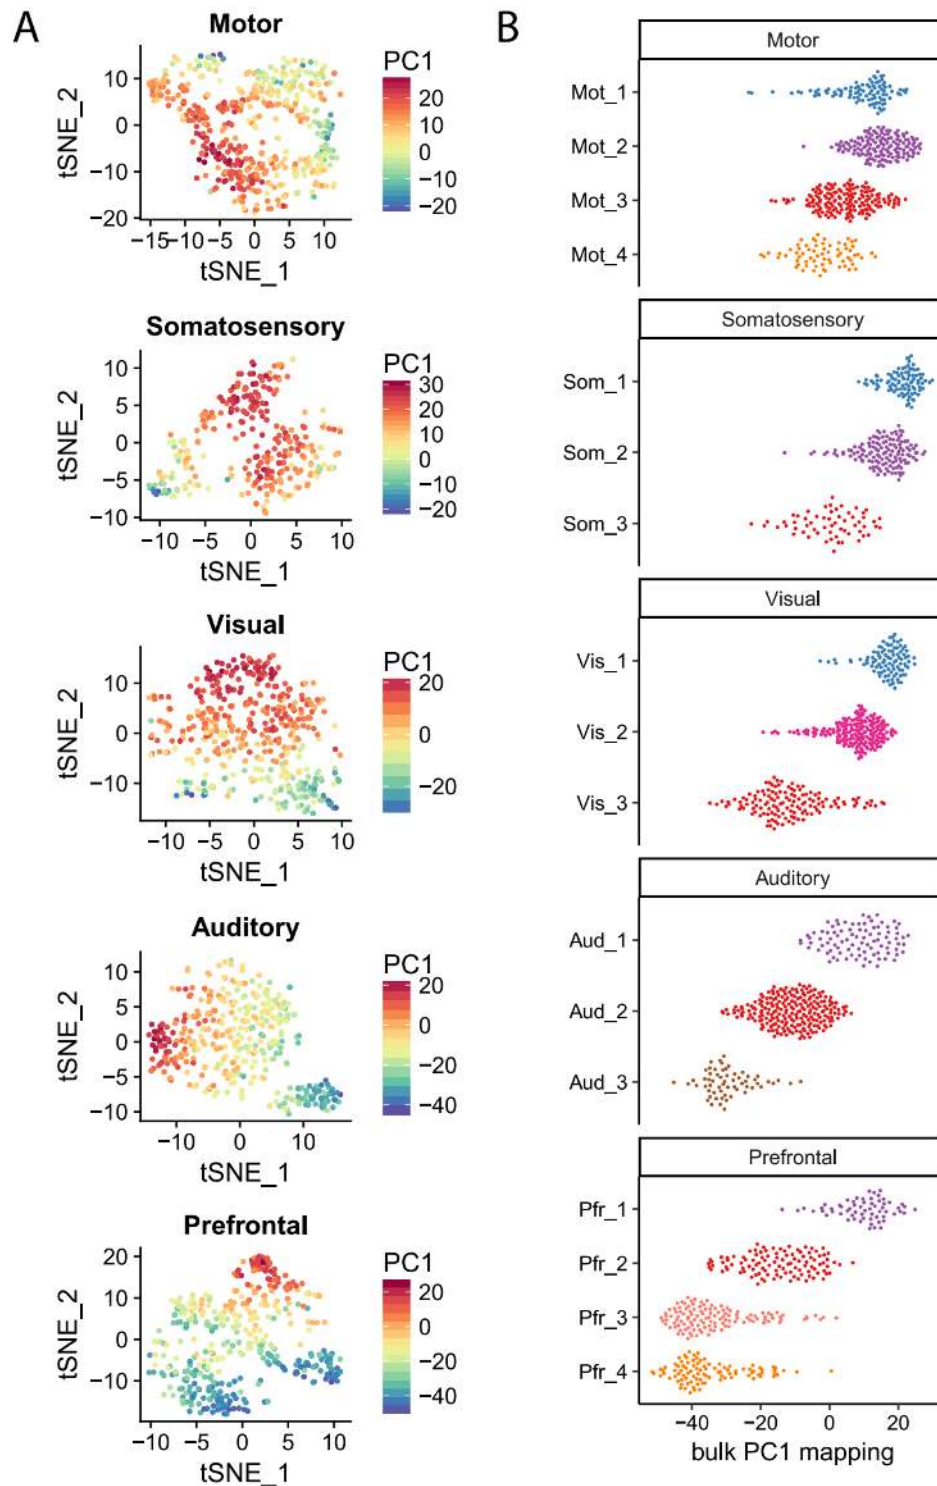 A
Motor
tSNE_2
10
0
−10
−20
−15 −10 −5 0 5 10
tSNE_1
PC1
20
10
0
−10
−20
Somatosensory
tSNE_2
10
5
0
−5
−10
−10 −5 0 5 10
tSNE_1
PC1
30
20
10
0
−10
−20
Visual
tSNE_2
10
0
−10
−10 −5 0 5 10
tSNE_1
PC1
20
0
−20
Auditory
tSNE_2
10
5
0
−5
−10
−10 0 10
tSNE_1
PC1
20
0
−20
−40
Prefrontal
tSNE_2
20
10
0
−10
−10 −5 0 5 10
tSNE_1
PC1
20
0
−20
−40
B
Motor
Mot_1
Mot_2
Mot_3
Mot_4
Somatosensory
Som_1
Som_2
Som_3
Visual
Vis_1
Vis_2
Vis_3
Auditory
Aud_1
Aud_2
Aud_3
Prefrontal
Pfr_1
Pfr_2
Pfr_3
Pfr_4
−40 −20 0 20
bulk PC1 mapping